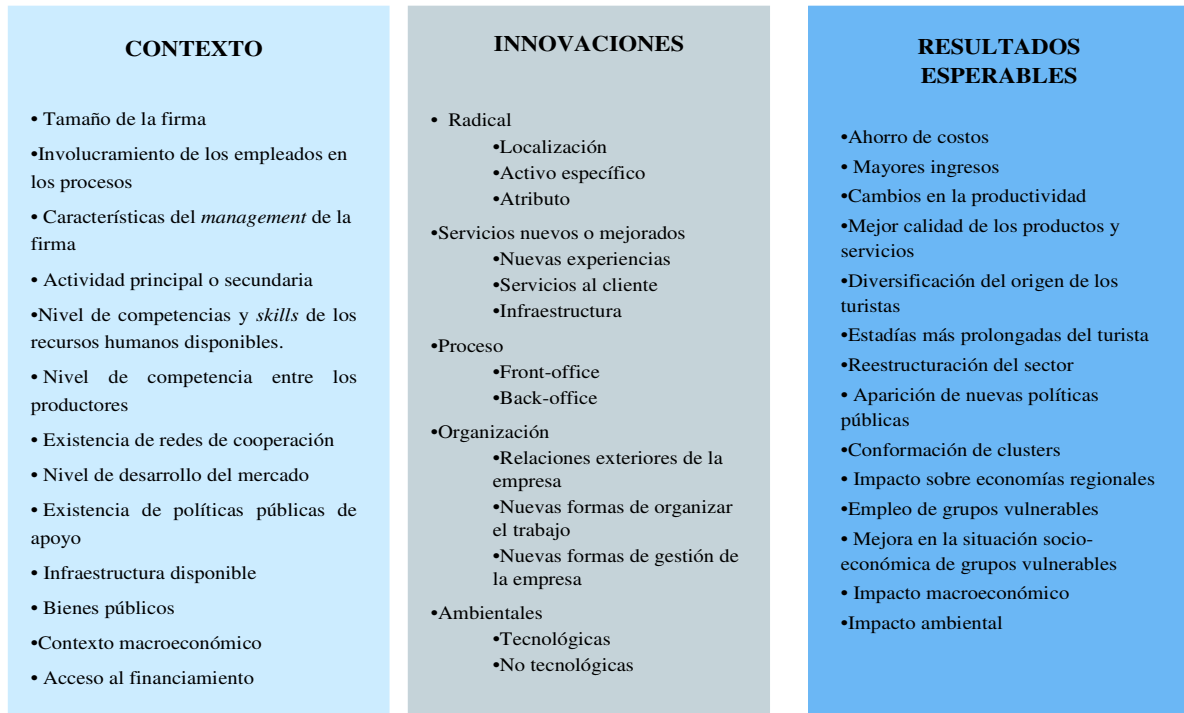 CONTEXTO
• Tamaño de la firma
•Involucramiento de los empleados en
los procesos
• Características del management de la
firma
• Actividad principal o secundaria
•Nivel de competencias y skills de los
recursos humanos disponibles.
• Nivel de competencia entre los
productores
• Existencia de redes de cooperación
• Nivel de desarrollo del mercado
• Existencia de políticas públicas de
apoyo
• Infraestructura disponible
• Bienes públicos
•Contexto macroeconómico
• Acceso al financiamiento
INNOVACIONES
• Radical
•Localización
•Activo específico
•Atributo
•Servicios nuevos o mejorados
•Nuevas experiencias
•Servicios al cliente
•Infraestructura
•Proceso
•Front-office
•Back-office
•Organización
•Relaciones exteriores de la
empresa
•Nuevas formas de organizar
el trabajo
•Nuevas formas de gestión de
la empresa
•Ambientales
•Tecnológicas
•No tecnológicas
RESULTADOS
ESPERABLES
•Ahorro de costos
• Mayores ingresos
•Cambios en la productividad
•Mejor calidad de los productos y
servicios
•Diversificación del origen de los
turistas
•Estadías más prolongadas del turista
•Reestructuración del sector
• Aparición de nuevas políticas
públicas
•Conformación de clusters
• Impacto sobre economías regionales
•Empleo de grupos vulnerables
• Mejora en la situación socio-
económica de grupos vulnerables
• Impacto macroeconómico
•Impacto ambiental